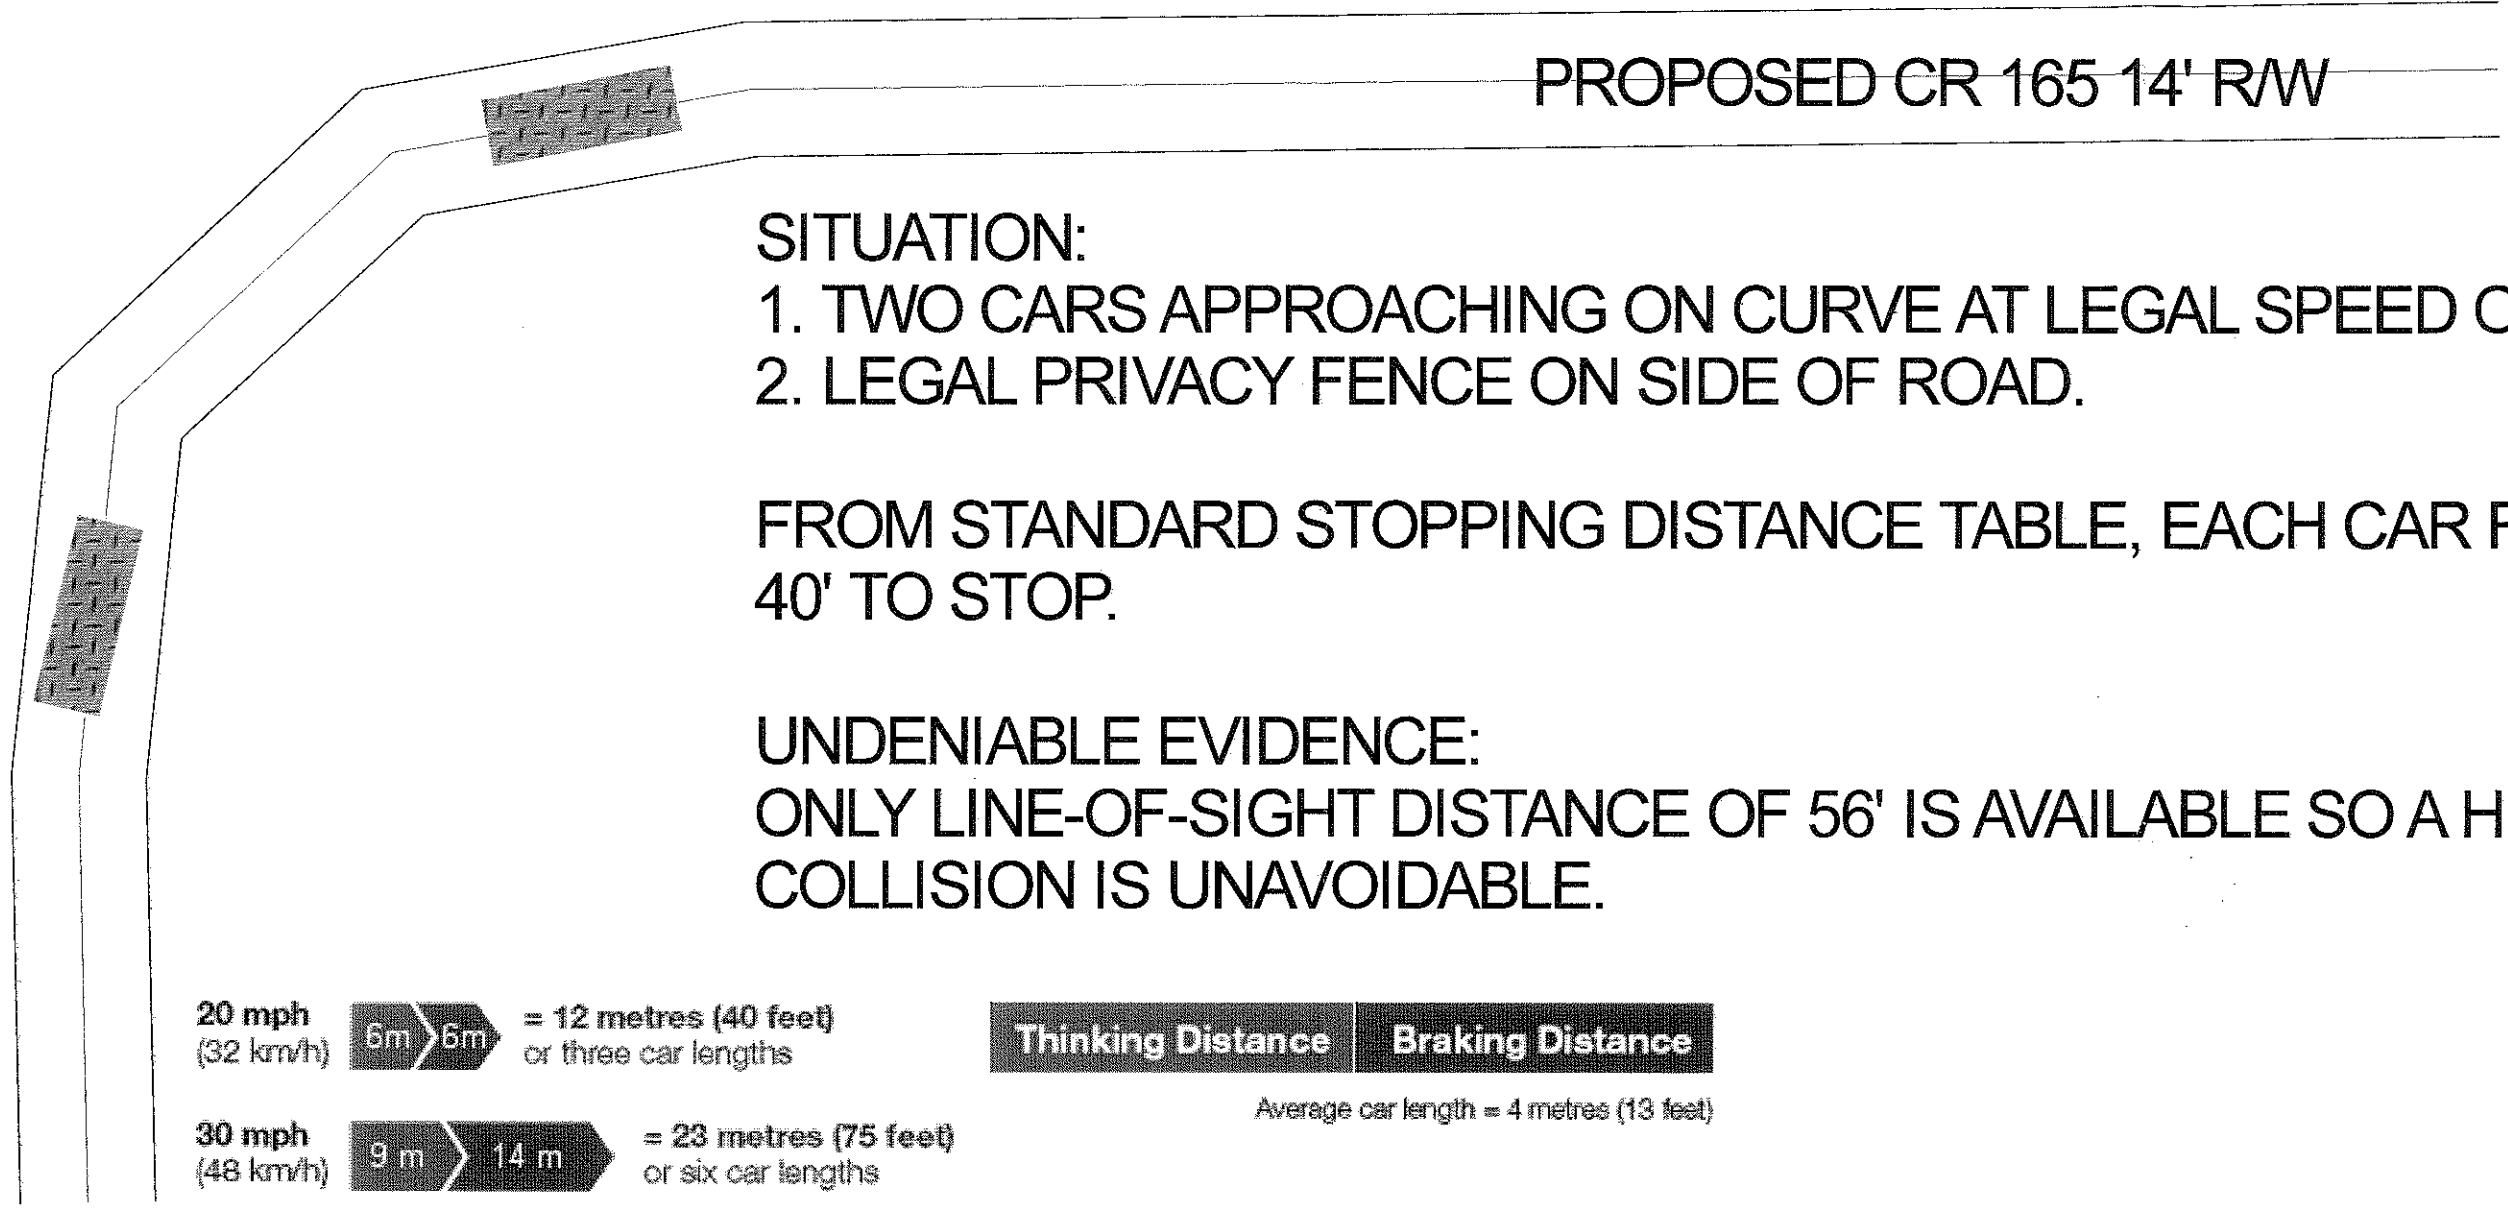 PROPOSED CR 165 14' R/W
SITUATION:
1. TWO CARS APPROACHING ON CURVE AT LEGAL SPEED
2. LEGAL PRIVACY FENCE ON SIDE OF ROAD.
FROM STANDARD STOPPING DISTANCE TABLE, EACH CAR
40' TO STOP.
UNDENIABLE EVIDENCE:
ONLY LINE-OF-SIGHT DISTANCE OF 56' IS AVAILABLE SO A H
COLLISION IS UNAVOIDABLE.
20 mph
(32 km/h)
6m 6m
= 12 metres (40 feet)
or three car lengths
Thinking Distance Braking Distance
Average car length = 4 metres (13 feet)
30 mph
(48 km/h)
9 m 14 m
= 23 metres (75 feet)
or six car lengths